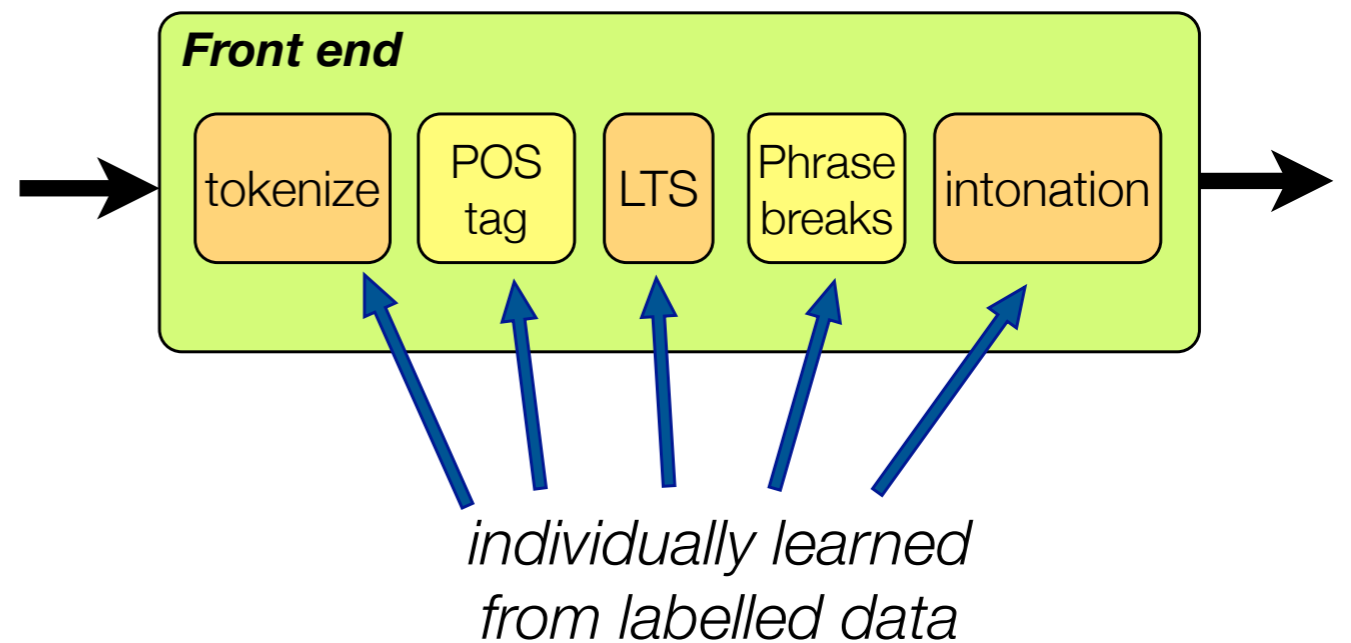 Front end
tokenize
POS
tag
LTS
Phrase
breaks
intonation
individually learned
from labelled data